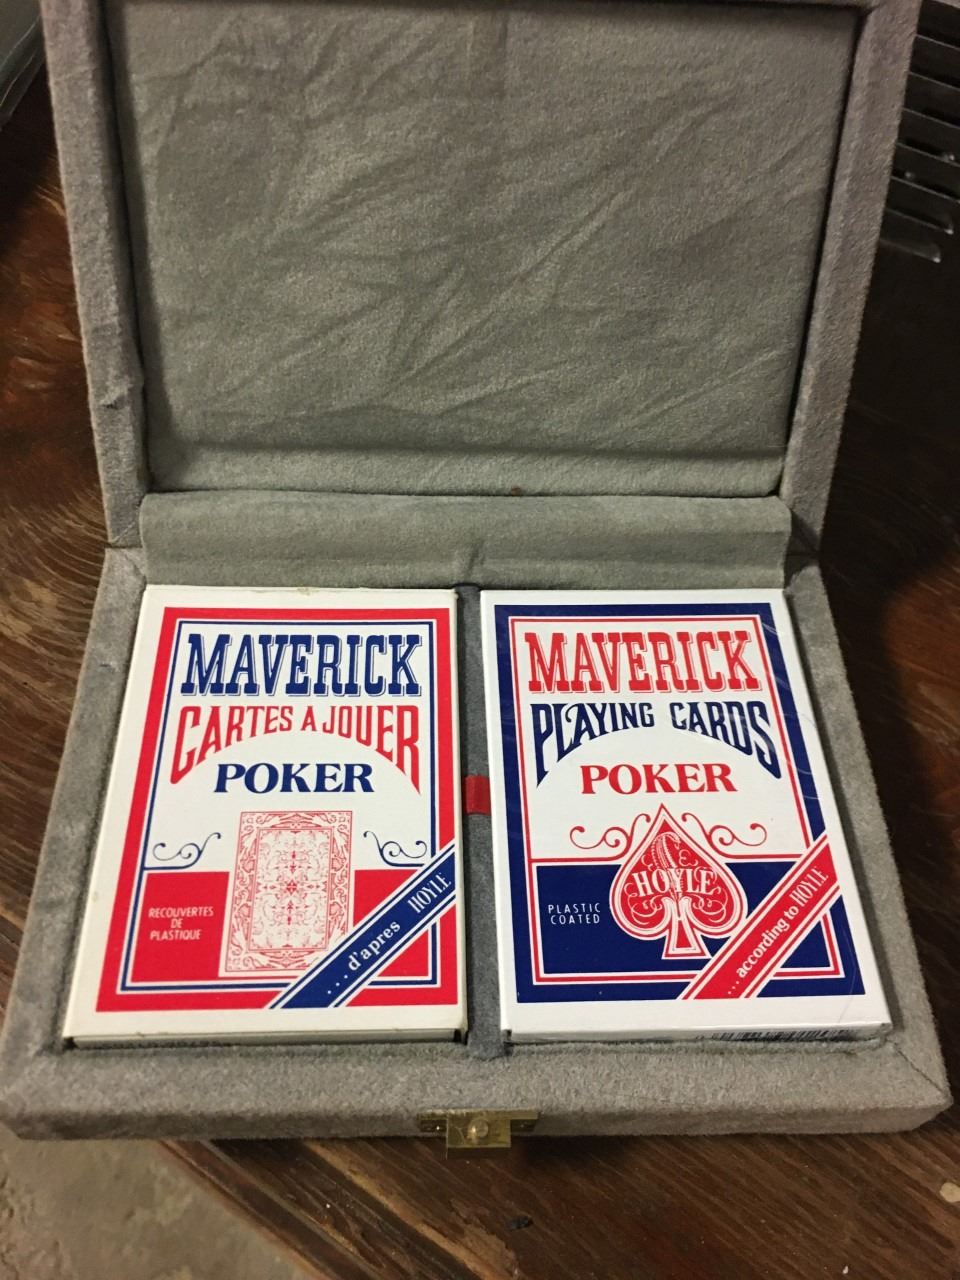 MAVERICK
CARTES A JOUER
POKER
RECOUVERTES
DE
PLASTIQUE
... d'apres HOYLE
MAVERICK
PLAYING CARDS
POKER
HOYLE
PLASTIC
COATED
... according to HOYLE